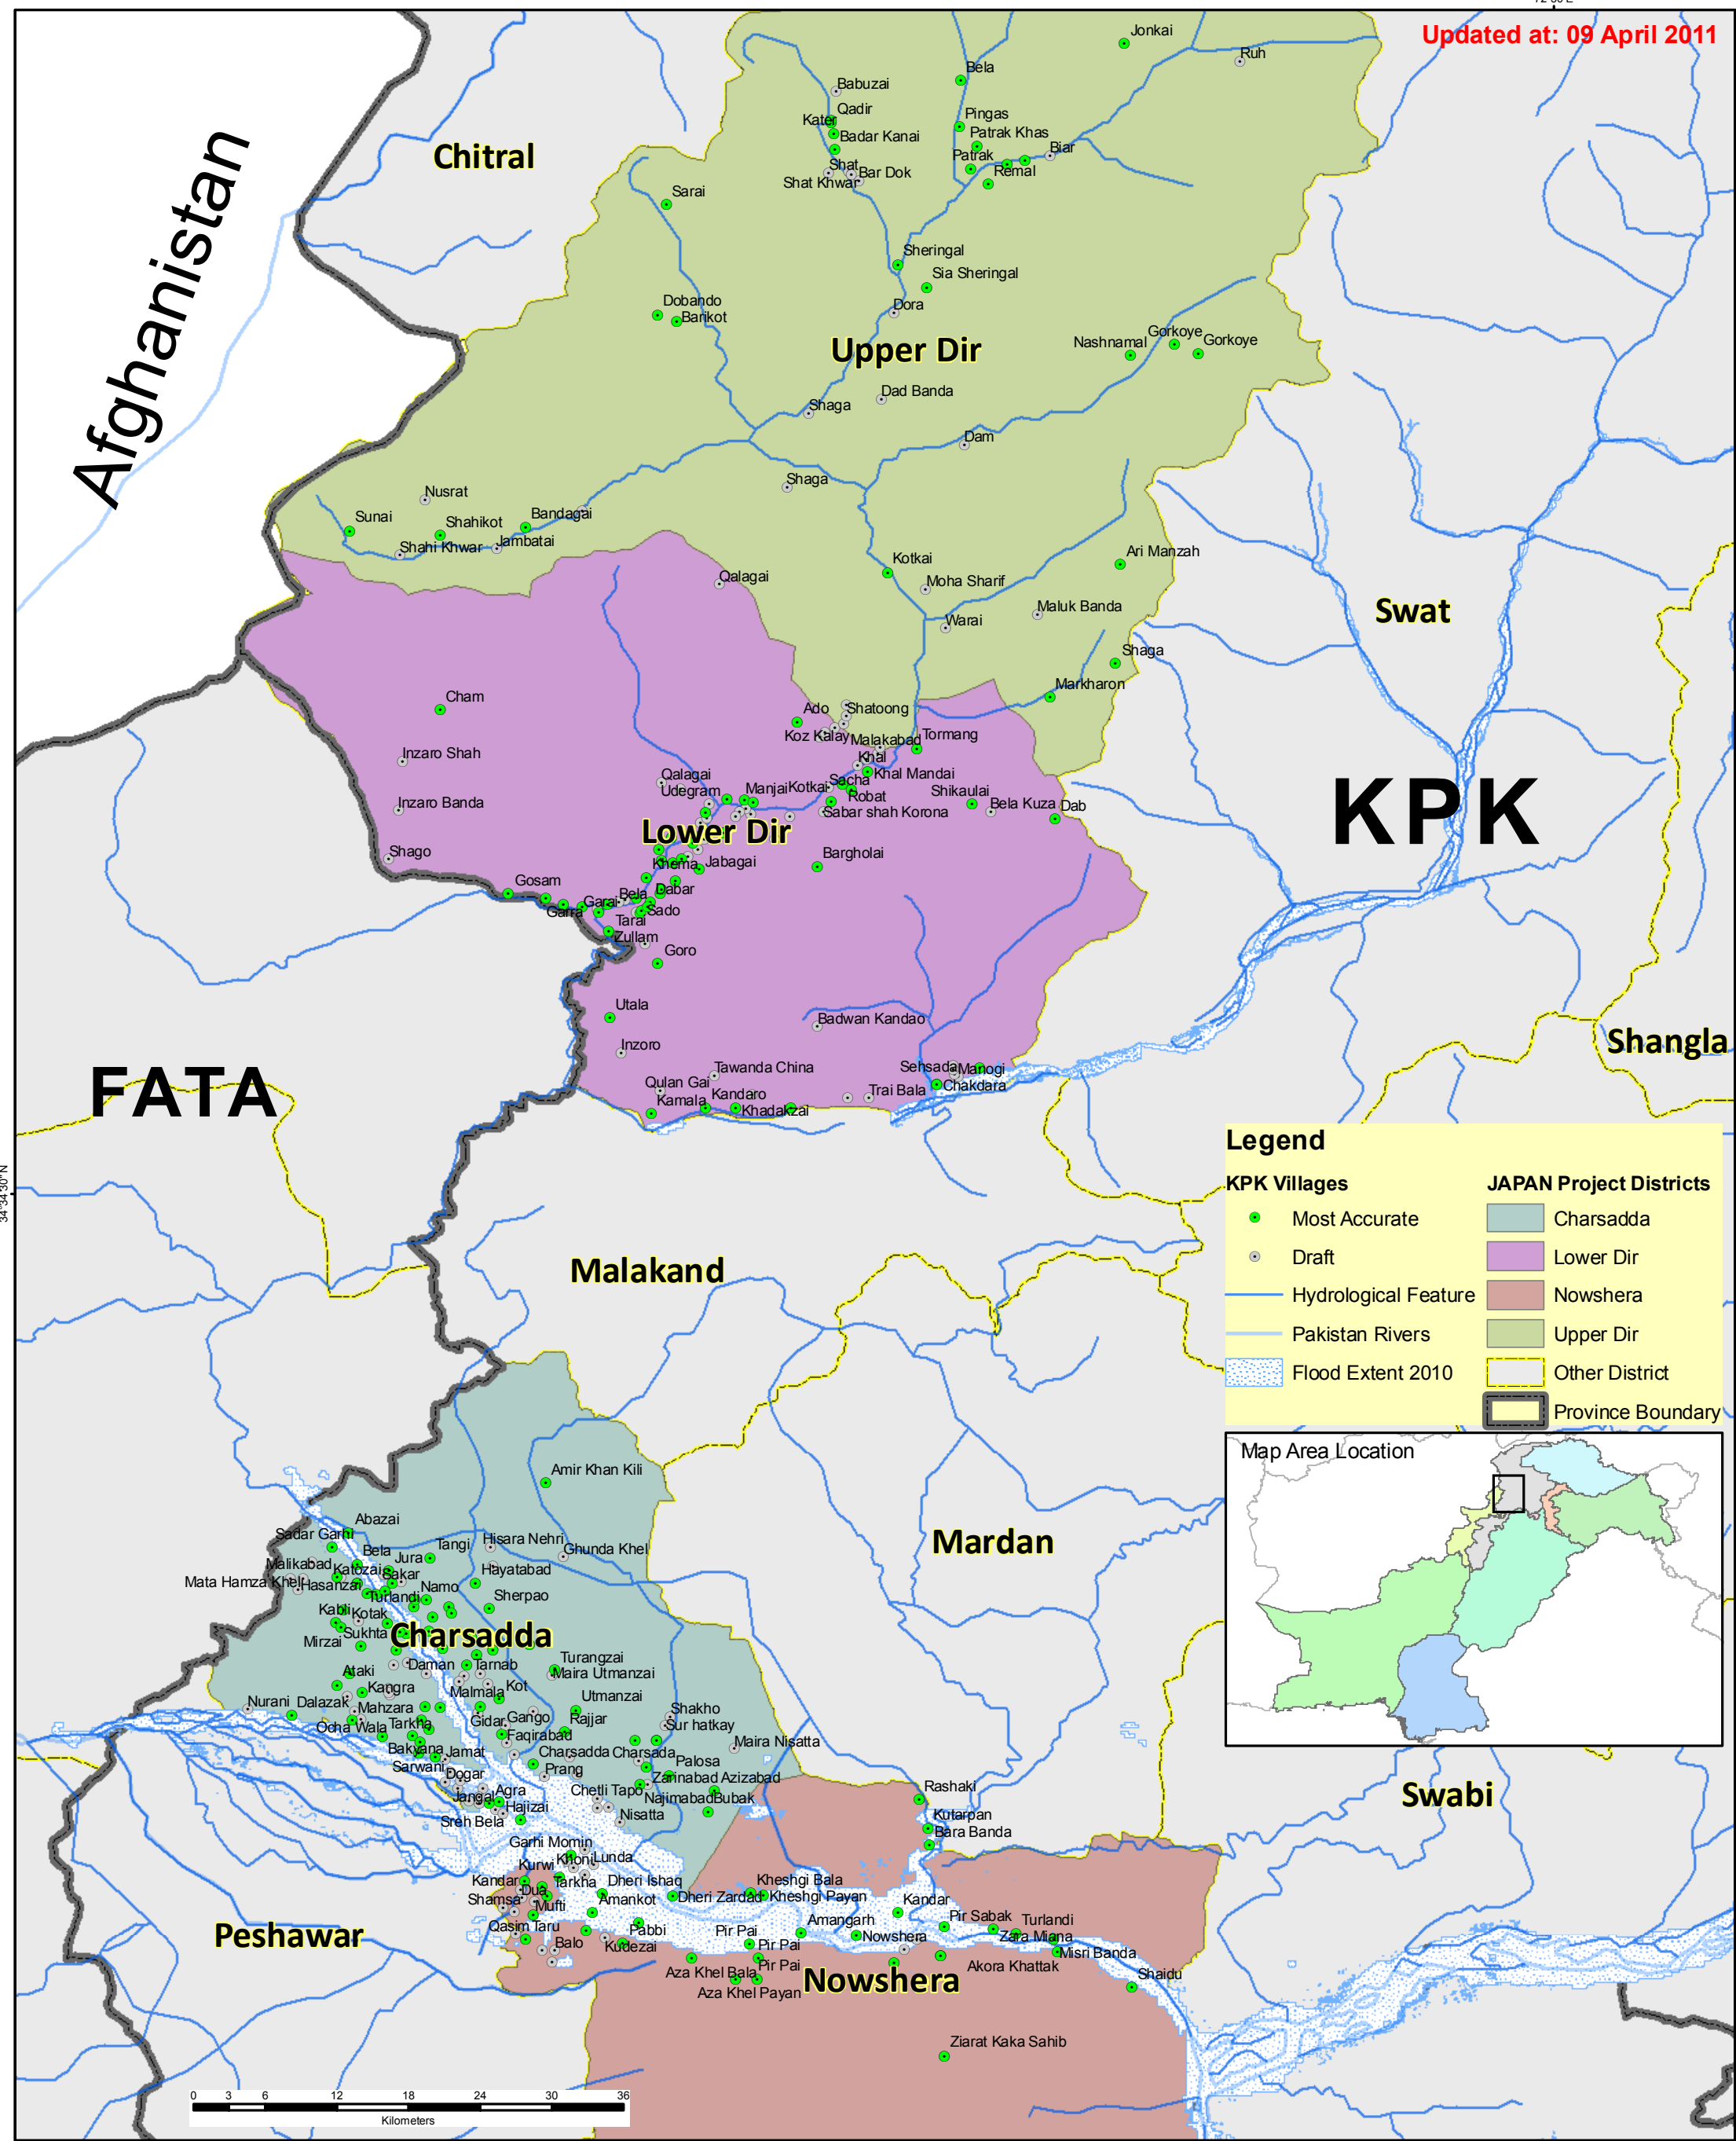 72°30'E
Updated at: 09 April 2011
Jonkai
Ruh
Bela
Babuzai
Qadir
Kater
Badar Kanai
Pingas
Patrak Khas
Patrak
Biar
Remal
Shat
Bar Dok
Shat Khwar
Chitral
Afghanistan
Sarai
Sheringal
Sia Sheringal
Dora
Dobando
Barikot
Upper Dir
Nashnamal
Gorkoye
Gorkoye
Dad Banda
Shaga
Dam
Shaga
Nusrat
Sunai
Shahikot
Bandagai
Shahi Khwar
Jambatai
Kotkai
Ari Manzah
Qalagai
Moha Sharif
Maluk Banda
Warai
Swat
Shaga
Markharon
Cham
Ado
Shatoong
Koz Kalay
Malakabad
Tormang
Inzaro Shah
Khal
Khal Mandai
Qalagai
Udegram
Manjai
Kotkai
Sacha
Robat
Shikaulai
Bela Kuza
Dab
Inzaro Banda
Sabar shah Korona
KPK
Lower Dir
Shago
Khema
Jabagai
Bargholai
Gosam
Garra
Garai
Bela
Dabar
Sado
Tarai
Zullam
Goro
Utala
Badwan Kandao
Inzoro
Shangla
FATA
Tawanda China
Sehsada
Manogi
Qulan Gai
Kandaro
Trai Bala
Chakdara
Kamala
Khadakzai
34°34'30"N
Legend
KPK Villages
JAPAN Project Districts
Most Accurate
Charsadda
Draft
Lower Dir
Hydrological Feature
Nowshera
Pakistan Rivers
Upper Dir
Flood Extent 2010
Other District
Province Boundary
Malakand
Map Area Location
Amir Khan Kili
Mardan
Abazai
Sadar Garhi
Hisara Nehri
Ghunda Khel
Bela
Jura
Tangi
Malikabad
Katozai
Sakar
Hayatabad
Mata Hamza Khel
Hasanzai
Turlandi
Namo
Sherpao
Kabli
Kotak
Mirzai
Sukhta
Charsadda
Ataki
Daman
Tarnab
Turangzai
Maira Utmanzai
Kangra
Malmala
Kot
Nurani
Dalazak
Mahzara
Utmanzai
Shakho
Ocha Wala
Tarkha
Gidar
Gango
Rajjar
Sur hatkay
Faqirabad
Bakyana
Jamat
Charsadda
Charsada
Palosa
Maira Nisatta
Sarwani
Dogar
Prang
Zarinabad
Azizabad
Jangal
Agra
Chetli Tapo
Najimabad
Bubak
Hajizai
Sreh Bela
Nisatta
Rashaki
Kutarpan
Bara Banda
Swabi
Garhi Momin
Kurwi
Khoni
Lunda
Kandar
Dua
Tarkha
Dheri Ishaq
Kheshgi Bala
Shamsa
Mufti
Amankot
Dheri Zardad
Kheshgi Payan
Kandar
Peshawar
Qasim
Taru
Pabbi
Pir Pai
Amangarh
Pir Sabak
Turlandi
Balo
Kudezai
Pir Pai
Nowshera
Zara Miana
Misri Banda
Aza Khel Bala
Pir Pai
Akora Khattak
Shaidu
Aza Khel Payan
Nowshera
Ziarat Kaka Sahib
0 3 6 12 18 24 30 36
Kilometers